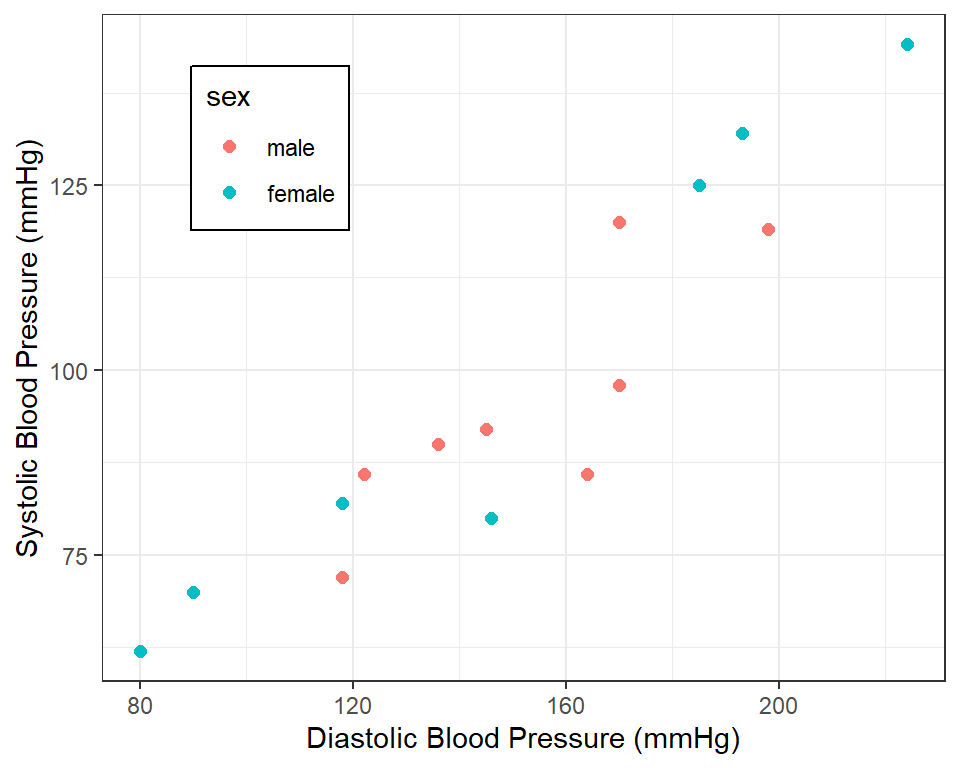 sex
male
female
125
100
75
Systolic Blood Pressure (mmHg)
80 120 160 200
Diastolic Blood Pressure (mmHg)